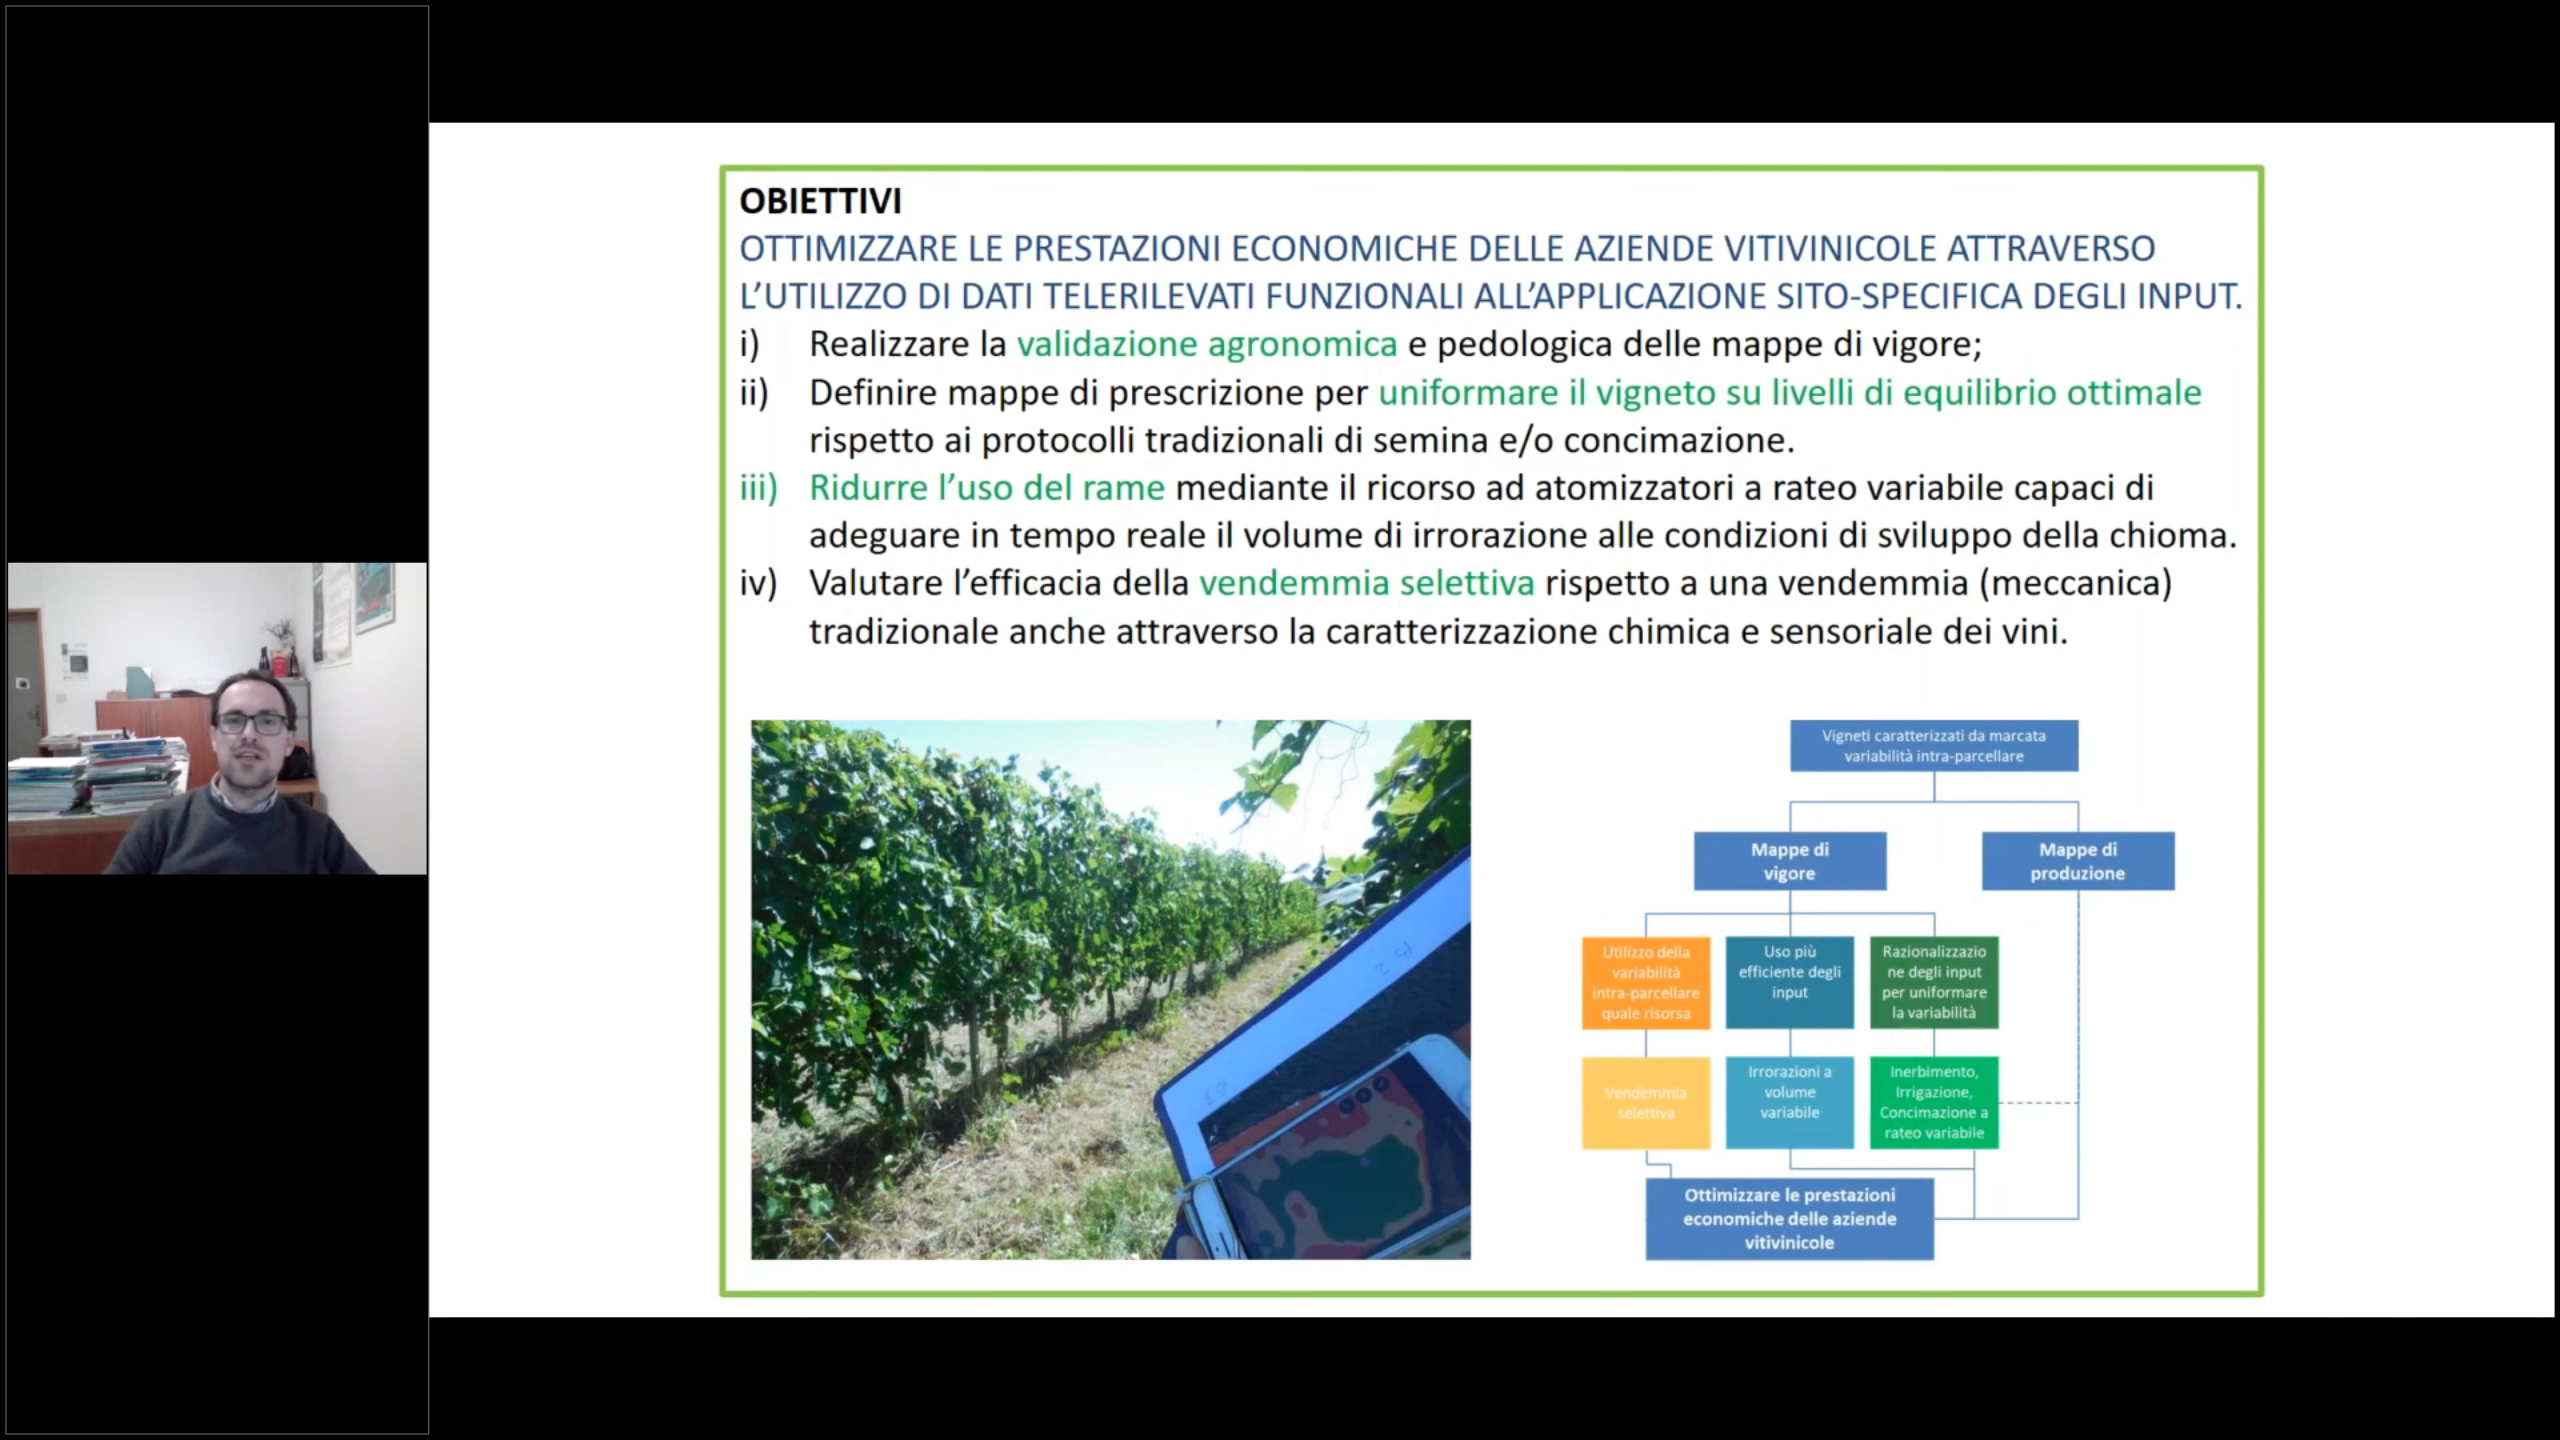 OBIETTIVI
OTTIMIZZARE LE PRESTAZIONI ECONOMICHE DELLE AZIENDE VITIVINICOLE ATTRAVERSO
L’UTILIZZO DI DATI TELERILEVATI FUNZIONALI ALL’APPLICAZIONE SITO-SPECIFICA DEGLI INPUT.
i) Realizzare la validazione agronomica e pedologica delle mappe di vigore;
ii) Definire mappe di prescrizione per uniformare il vigneto su livelli di equilibrio ottimale
rispetto ai protocolli tradizionali di semina e/o concimazione.
iii) Ridurre l’uso del rame mediante il ricorso ad atomizzatori a rateo variabile capaci di
adeguare in tempo reale il volume di irrorazione alle condizioni di sviluppo della chioma.
iv) Valutare l’efficacia della vendemmia selettiva rispetto a una vendemmia (meccanica)
tradizionale anche attraverso la caratterizzazione chimica e sensoriale dei vini.
Vigneti caratterizzati da marcata
variabilità intra-parcellare
Mappe di
vigore
Mappe di
produzione
Utilizzo della
variabilità
intra-parcellare
quale risorsa
Uso più
efficiente degli
input
Razionalizzazio
ne degli input
per uniformare
la variabilità
Vendemmia
selettiva
Irrorazioni a
volume
variabile
Inerbimento,
Irrigazione,
Concimazione a
rateo variabile
Ottimizzare le prestazioni
economiche delle aziende
vitivinicole